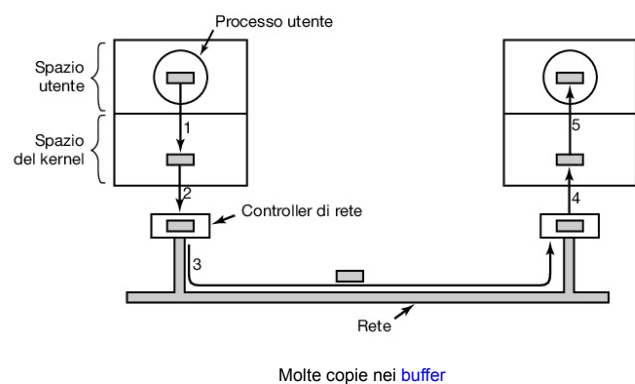 Processo utente
Spazio
utente
1
5
Spazio
del kernel
2
4
Controller di rete
3
Rete
Molte copie nei buffer